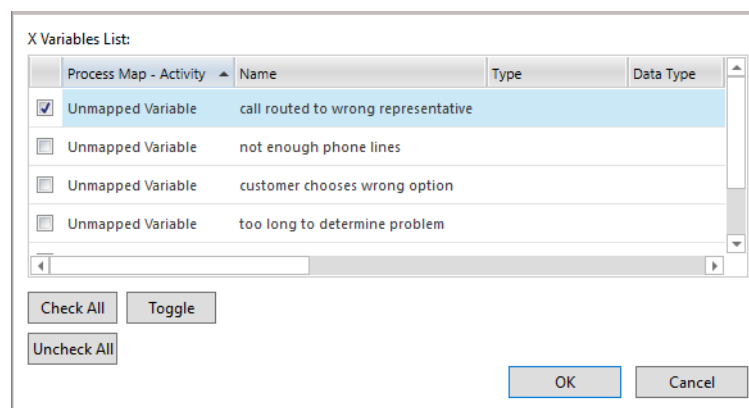 X Variables List:
Process Map - Activity Name Type Data Type
Unmapped Variable call routed to wrong representative
Unmapped Variable not enough phone lines
Unmapped Variable customer chooses wrong option
Unmapped Variable too long to determine problem
Check All Toggle
Uncheck All
OK Cancel